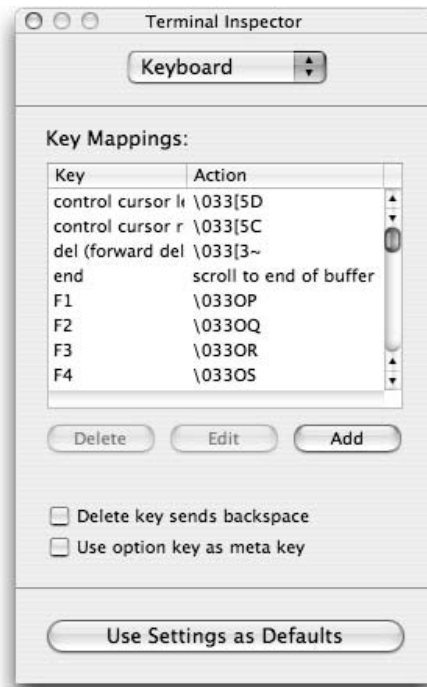 Terminal Inspector
Keyboard
Key Mappings:
Key Action
control cursor l \033[5D
control cursor r \033[5C
del (forward del \033[3~
end scroll to end of buffer
F1 \033OP
F2 \033OQ
F3 \033OR
F4 \033OS
Delete Edit Add
Delete key sends backspace
Use option key as meta key
Use Settings as Defaults